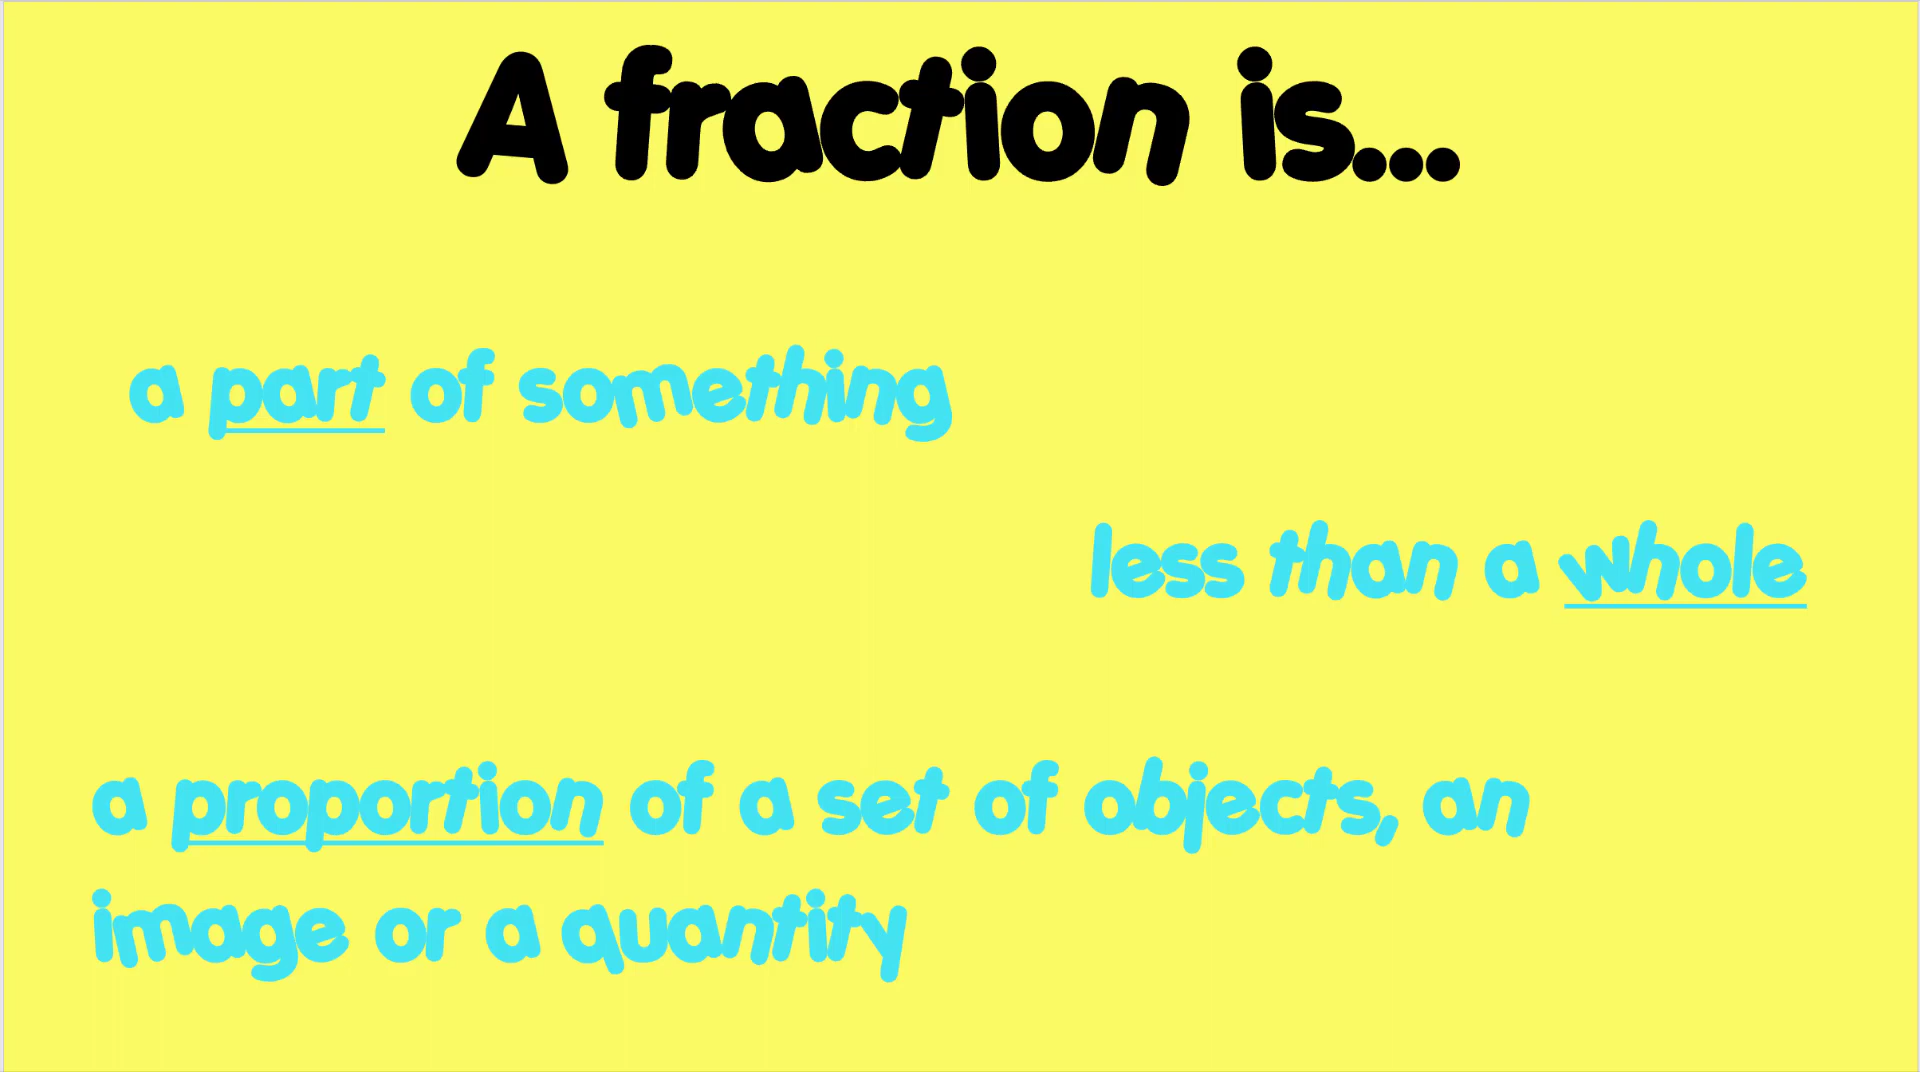 A fraction is...
a part of something
less than a whole
a proportion of a set of objects, an
image or a quantity